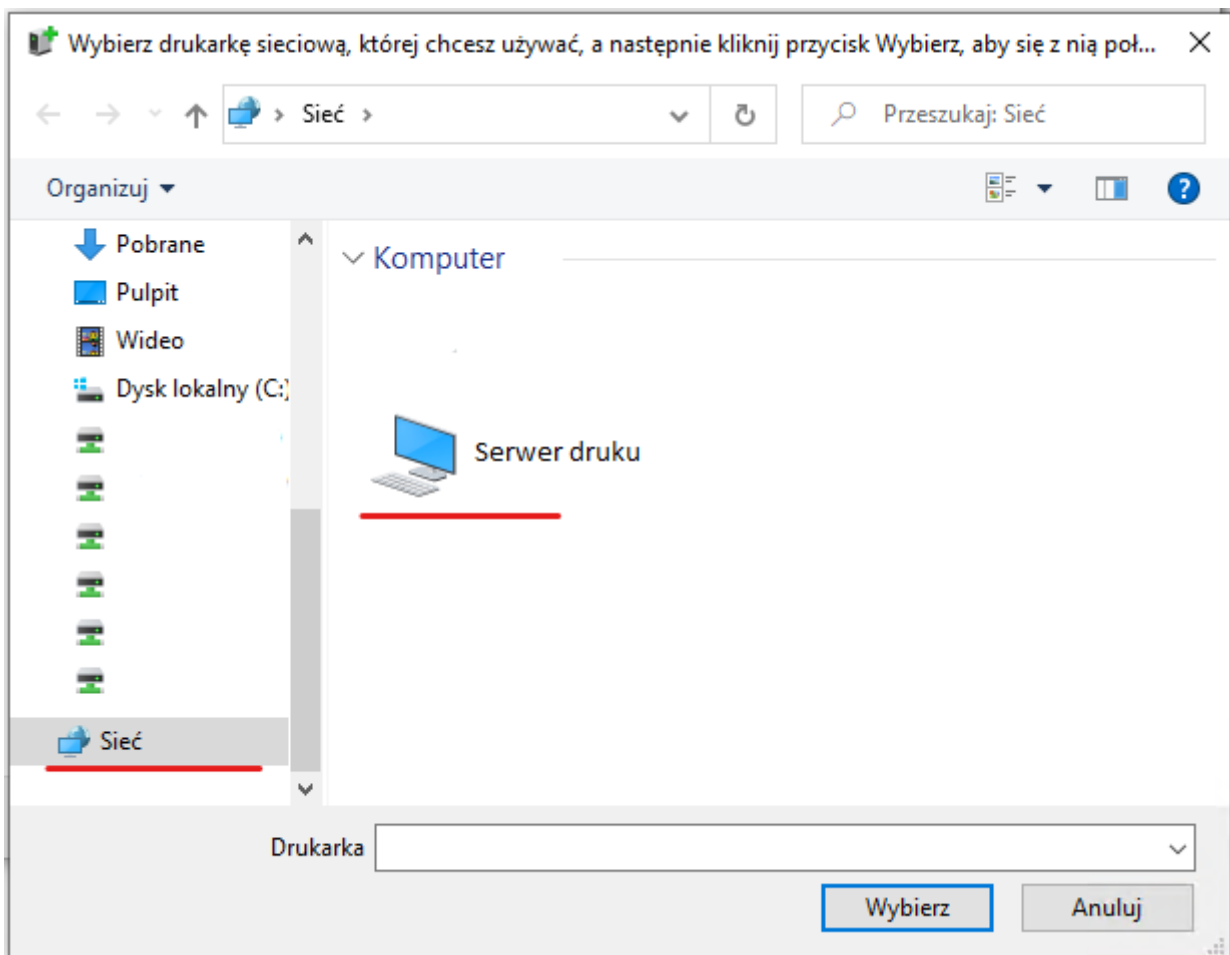 Wybierz drukarkę sieciową, której chcesz używać, a następnie kliknij przycisk Wybierz, aby się z nią poł...
Sieć
Przeszukaj: Sieć
Organizuj
Pobrane
Pulpit
Wideo
Dysk lokalny (C:)
Sieć
Komputer
Serwer druku
Drukarka
Wybierz
Anuluj